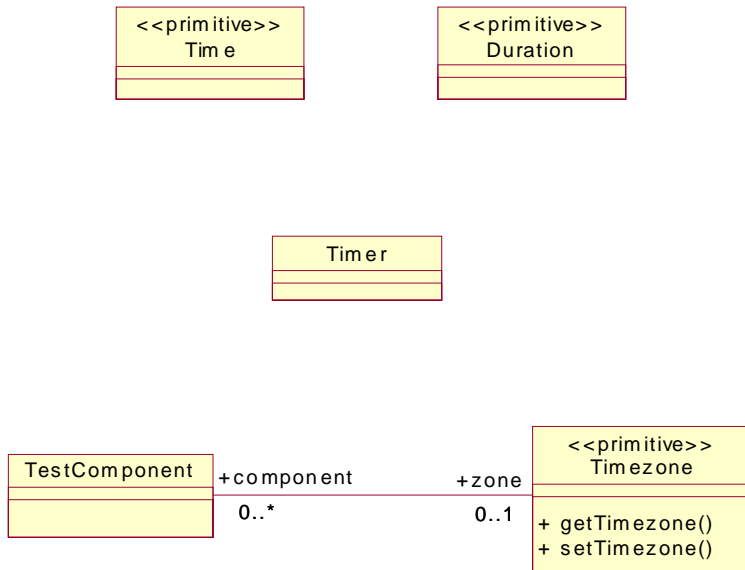 <<primitive>>
Time
<<primitive>>
Duration
Timer
TestComponent
+component
0..*
+zone
0..1
<<primitive>>
Timezone
+ getTimezone()
+ setTimezone()